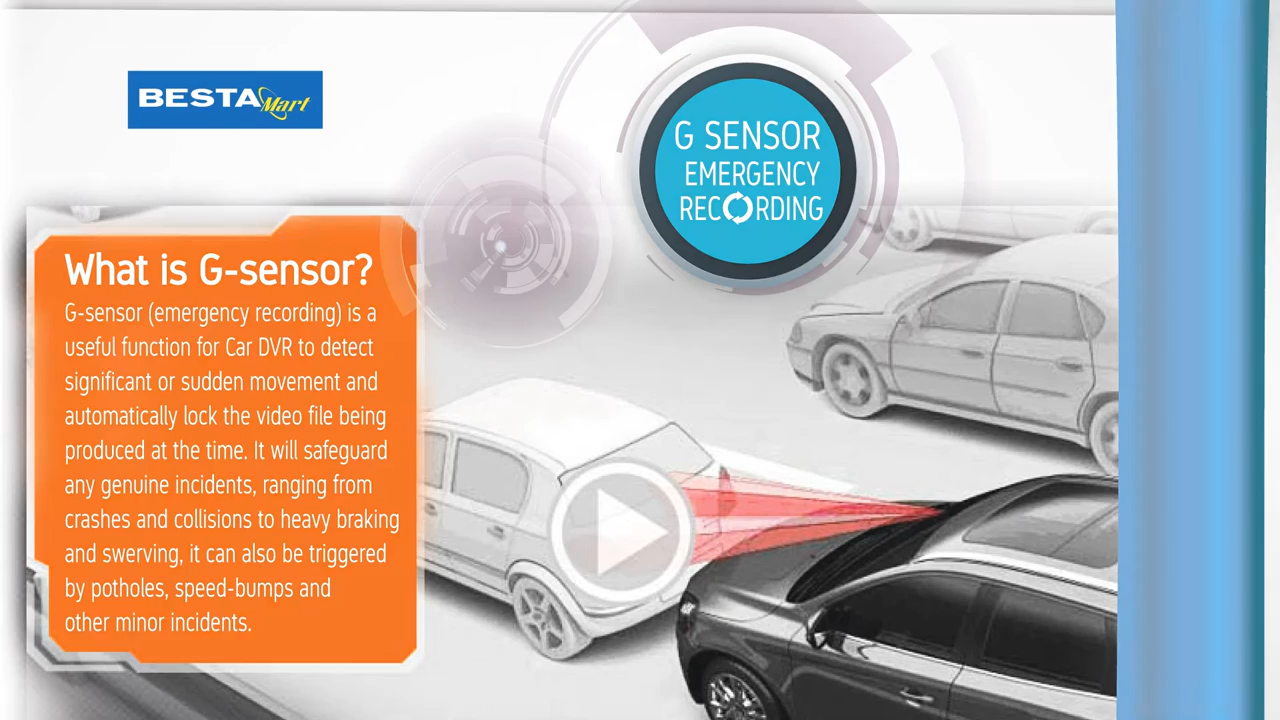 BESTA Mart
G SENSOR
EMERGENCY
RECORDING
What is G-sensor?
G-sensor (emergency recording) is a
useful function for Car DVR to detect
significant or sudden movement and
automatically lock the video file being
produced at the time. It will safeguard
any genuine incidents, ranging from
crashes and collisions to heavy braking
and swerving, it can also be triggered
by potholes, speed-bumps and
other minor incidents.